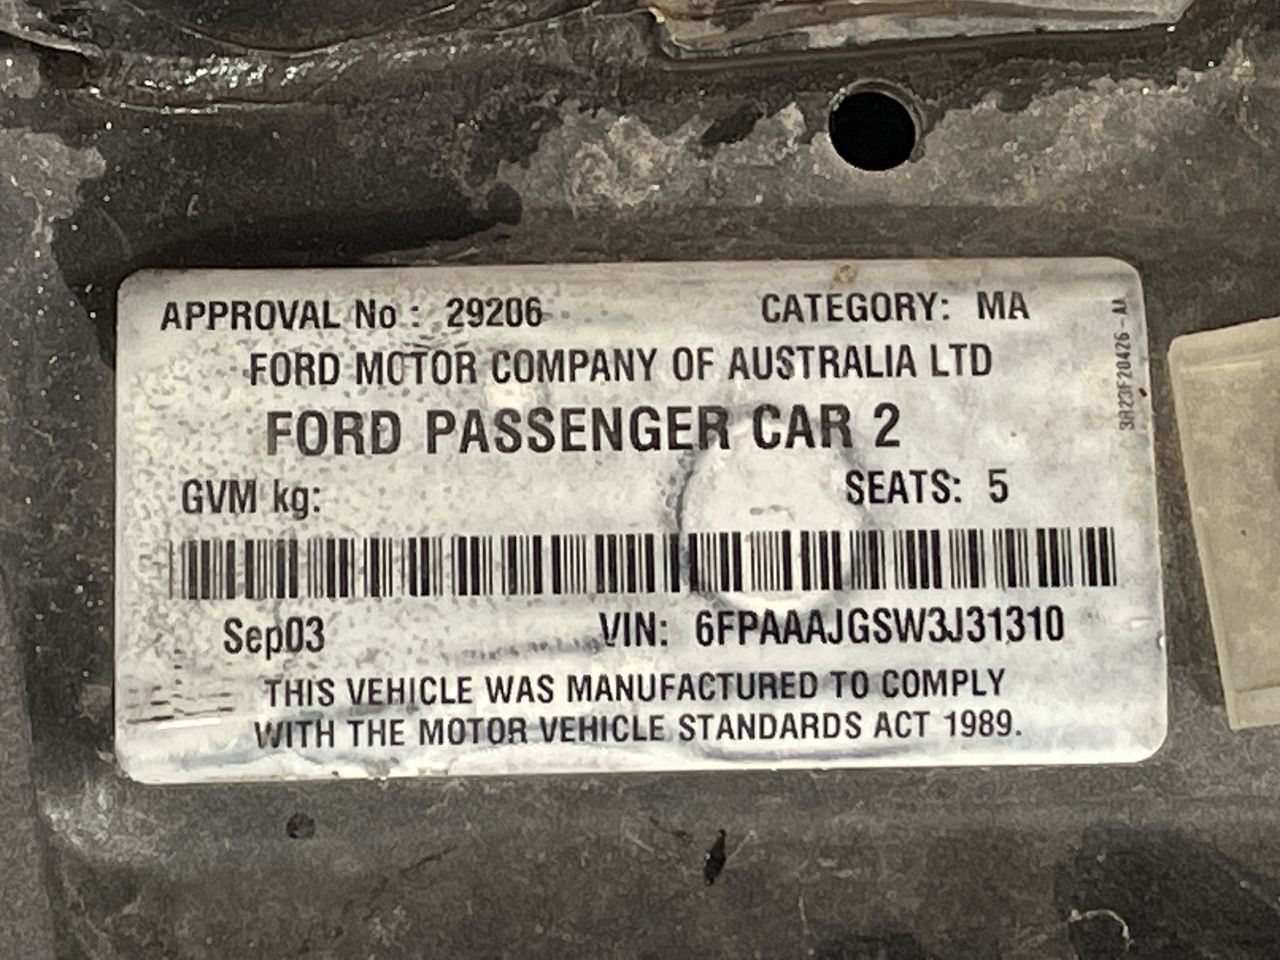 APPROVAL No: 29206 CATEGORY: MA
FORD MOTOR COMPANY OF AUSTRALIA LTD
FORD PASSENGER CAR 2
GVM kg: SEATS: 5
Sep03 VIN: 6FPAAAJGSW3J31310
THIS VEHICLE WAS MANUFACTURED TO COMPLY
WITH THE MOTOR VEHICLE STANDARDS ACT 1989.